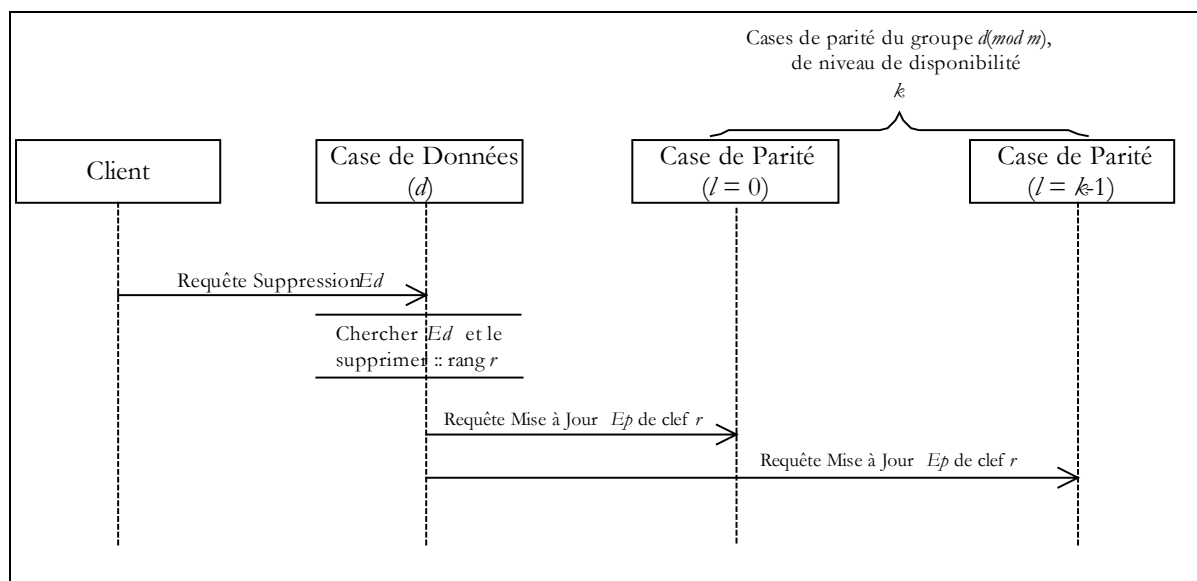 Cases de parité du groupe d(mod m),
de niveau de disponibilité
k
Client
Case de Données
(d)
Case de Parité
(l = 0)
Case de Parité
(l = k-1)
Requête Suppression Ed
Chercher Ed et le
supprimer :: rang r
Requête Mise à Jour Ep de clef r
Requête Mise à Jour Ep de clef r